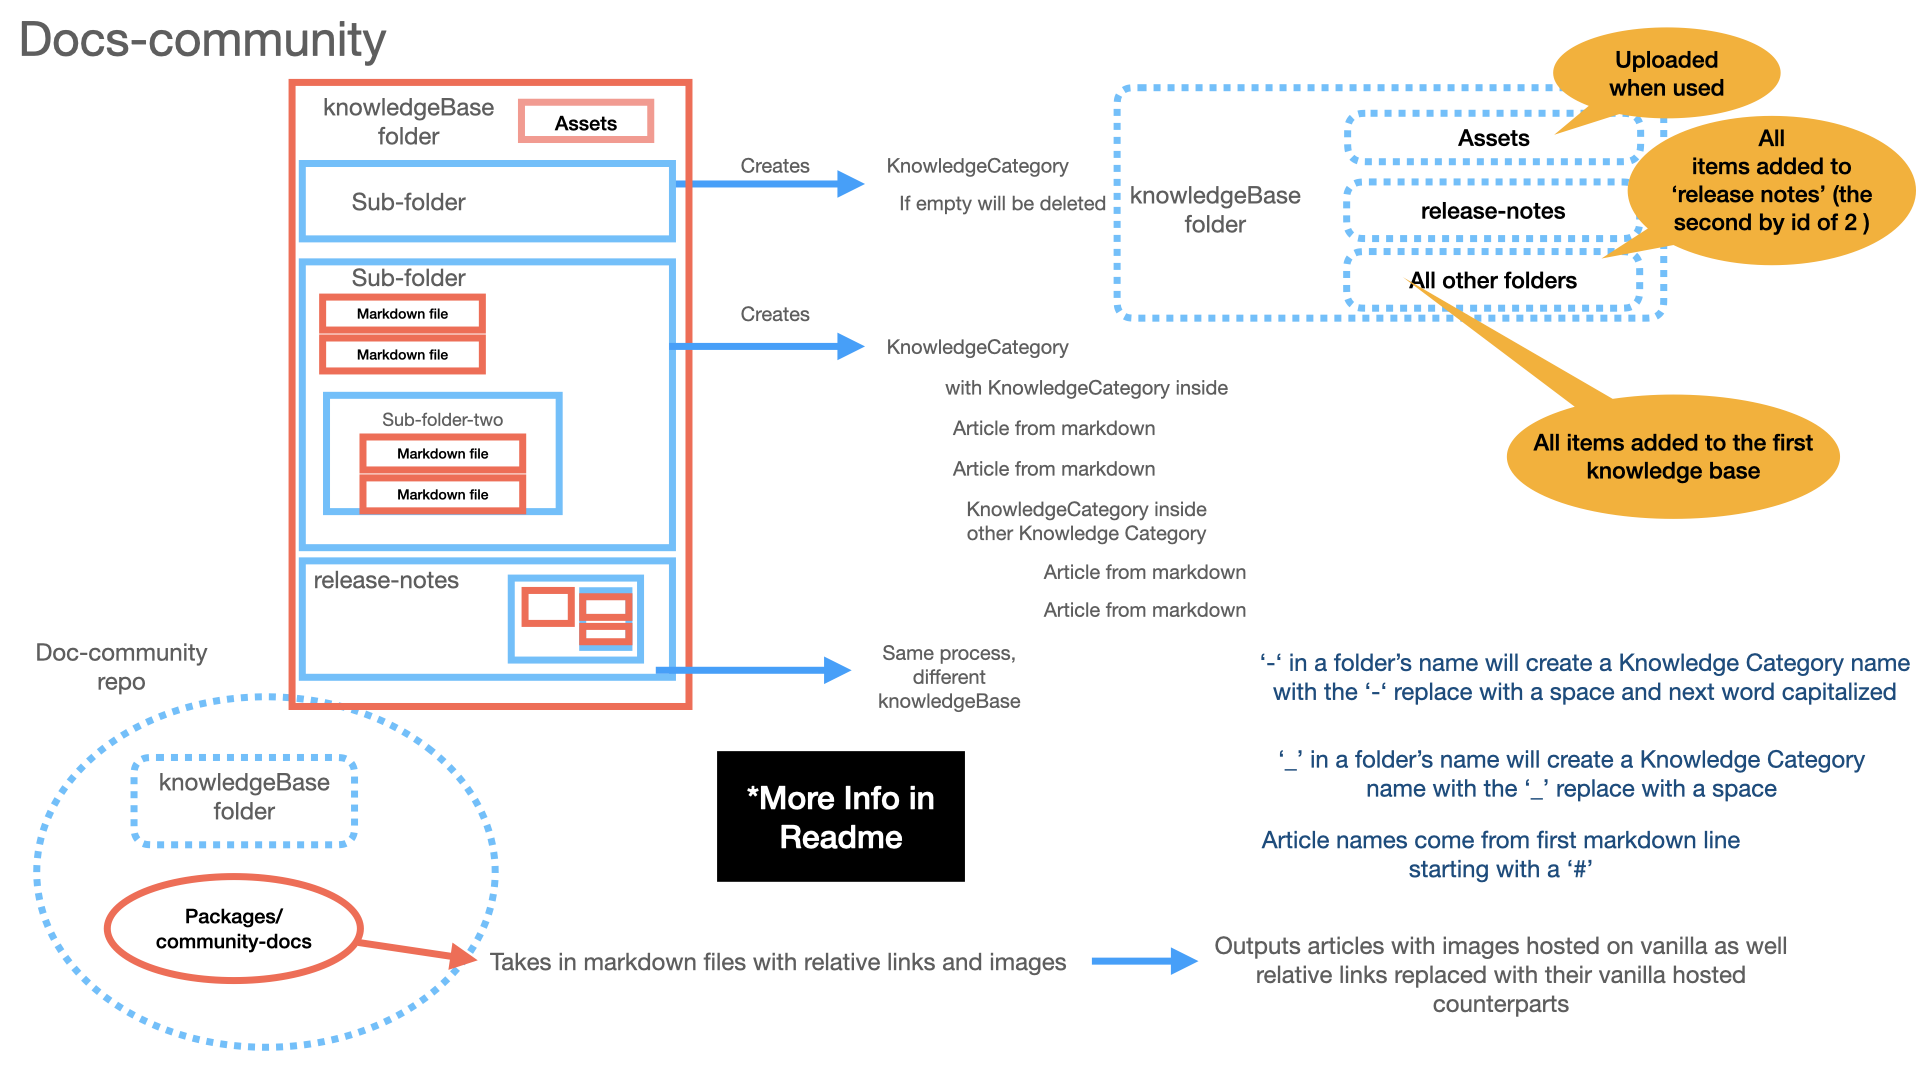 Docs-community
knowledgeBase
folder
Assets
Sub-folder
Creates
KnowledgeCategory
If empty will be deleted
Sub-folder
Markdown file
Markdown file
Sub-folder-two
Markdown file
Markdown file
Creates
KnowledgeCategory
with KnowledgeCategory inside
Article from markdown
Article from markdown
KnowledgeCategory inside
other Knowledge Category
Article from markdown
Article from markdown
release-notes
Same process,
different
knowledgeBase
knowledgeBase
folder
Assets
release-notes
All other folders
Uploaded
when used
All
items added to
‘release notes’ (the
second by id of 2 )
All items added to the first
knowledge base
Doc-community
repo
knowledgeBase
folder
Packages/
community-docs
*More Info in
Readme
‘-‘ in a folder’s name will create a Knowledge Category name
with the ‘-‘ replace with a space and next word capitalized
‘_’ in a folder’s name will create a Knowledge Category
name with the ‘_’ replace with a space
Article names come from first markdown line
starting with a ‘#’
Takes in markdown files with relative links and images
Outputs articles with images hosted on vanilla as well
relative links replaced with their vanilla hosted
counterparts